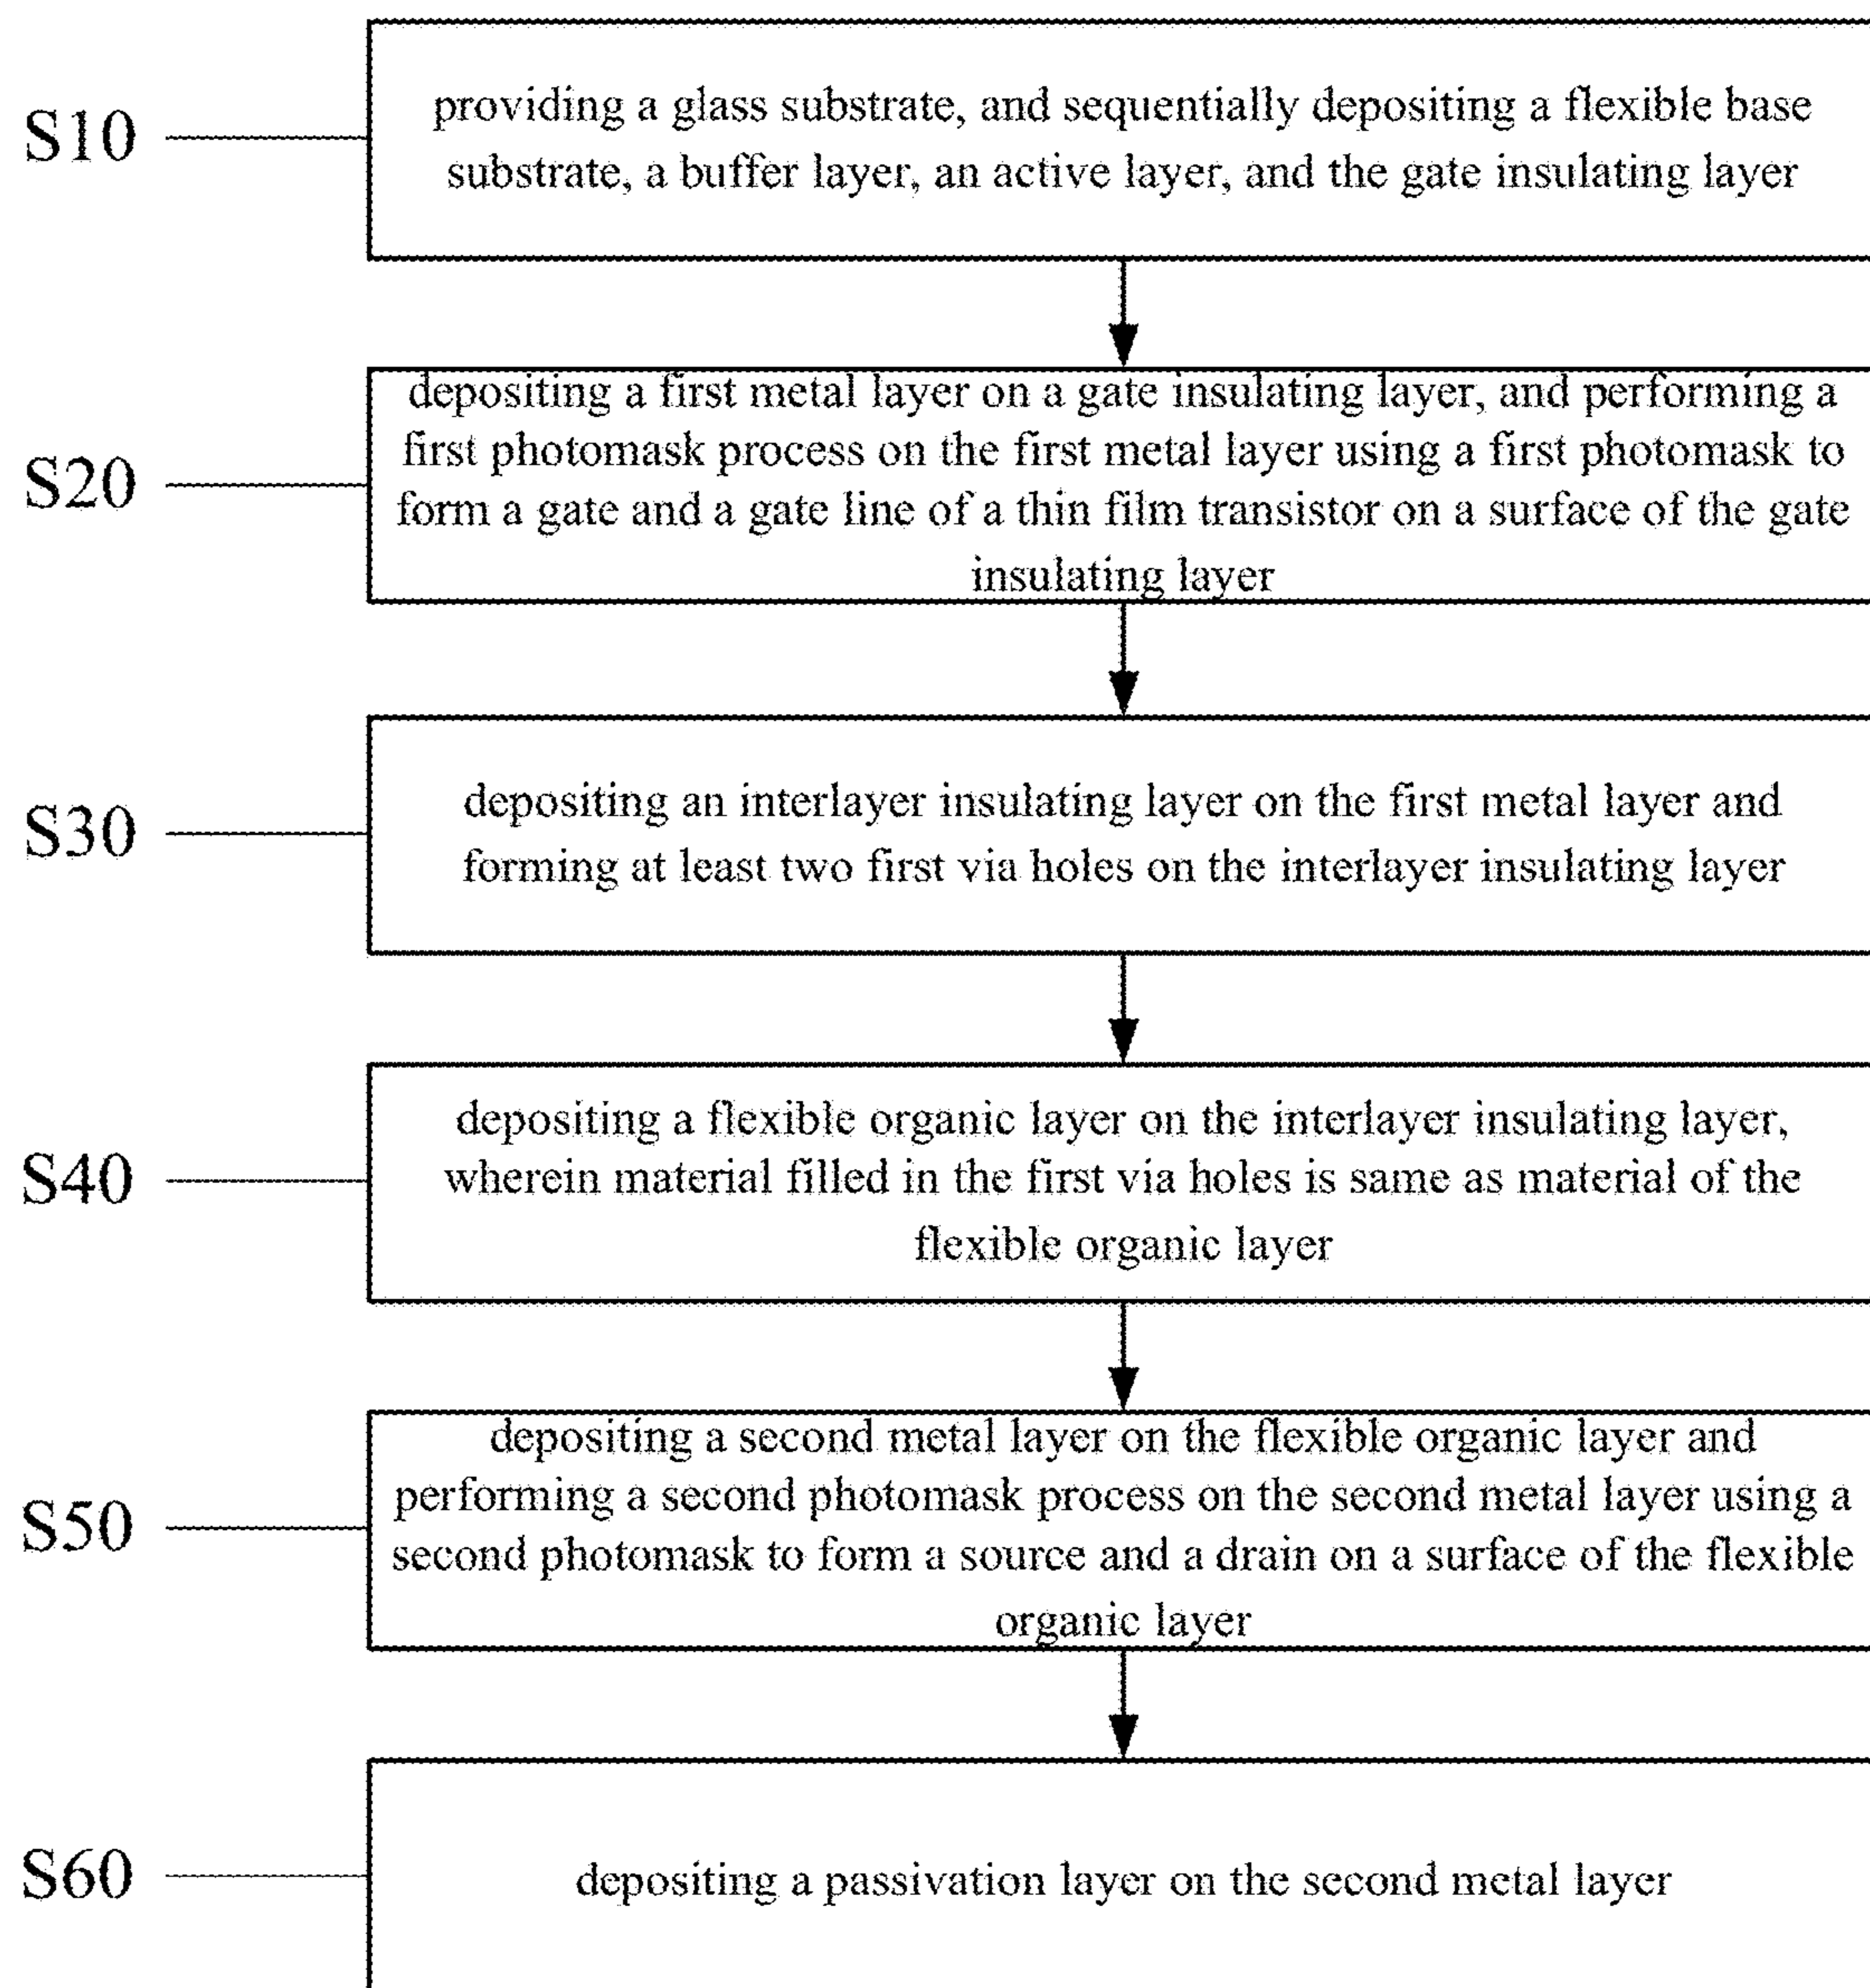 S10
providing a glass substrate, and sequentially depositing a flexible base
substrate, a buffer layer, an active layer, and the gate insulating layer
S20
depositing a first metal layer on a gate insulating layer, and performing a
first photomask process on the first metal layer using a first photomask to
form a gate and a gate line of a thin film transistor on a surface of the gate
insulating layer
S30
depositing an interlayer insulating layer on the first metal layer and
forming at least two first via holes on the interlayer insulating layer
S40
depositing a flexible organic layer on the interlayer insulating layer,
wherein material filled in the first via holes is same as material of the
flexible organic layer
S50
depositing a second metal layer on the flexible organic layer and
performing a second photomask process on the second metal layer using a
second photomask to form a source and a drain on a surface of the flexible
organic layer
S60
depositing a passivation layer on the second metal layer